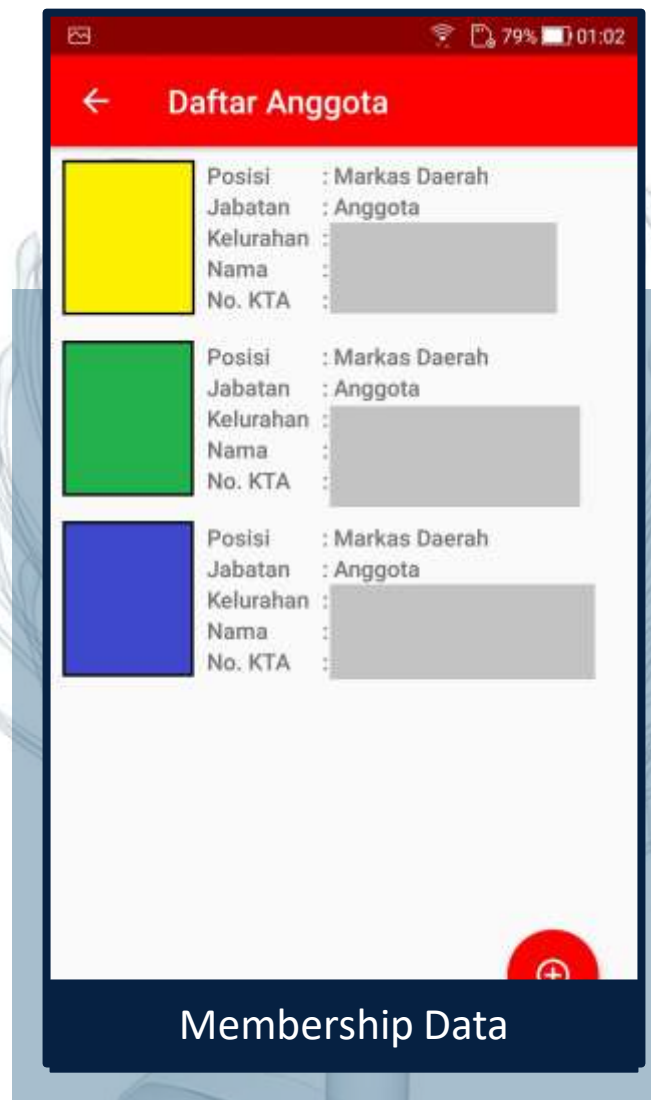 79% 01:02
Daftar Anggota
Posisi : Markas Daerah
Jabatan : Anggota
Kelurahan :
Nama :
No. KTA :
Posisi : Markas Daerah
Jabatan : Anggota
Kelurahan :
Nama :
No. KTA :
Posisi : Markas Daerah
Jabatan : Anggota
Kelurahan :
Nama :
No. KTA :
Membership Data